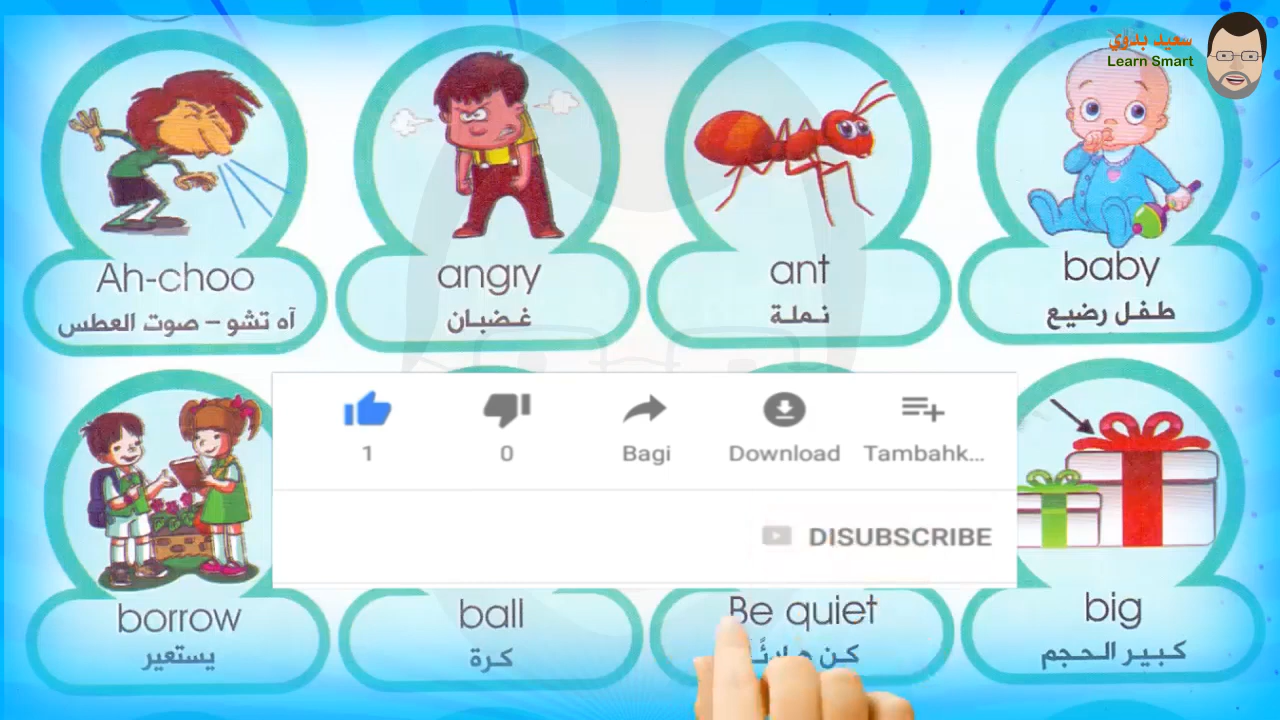 سعيد بدوي
Learn Smart
Ah-choo
آه تشو - صوت العطس
angry
غضبان
ant
نملة
baby
طفل رضيع
1
0
Bagi
Download
Tambahk...
DISUBSCRIBE
borrow
يستعير
ball
كرة
Be quiet
كن
big
كبير الحجم